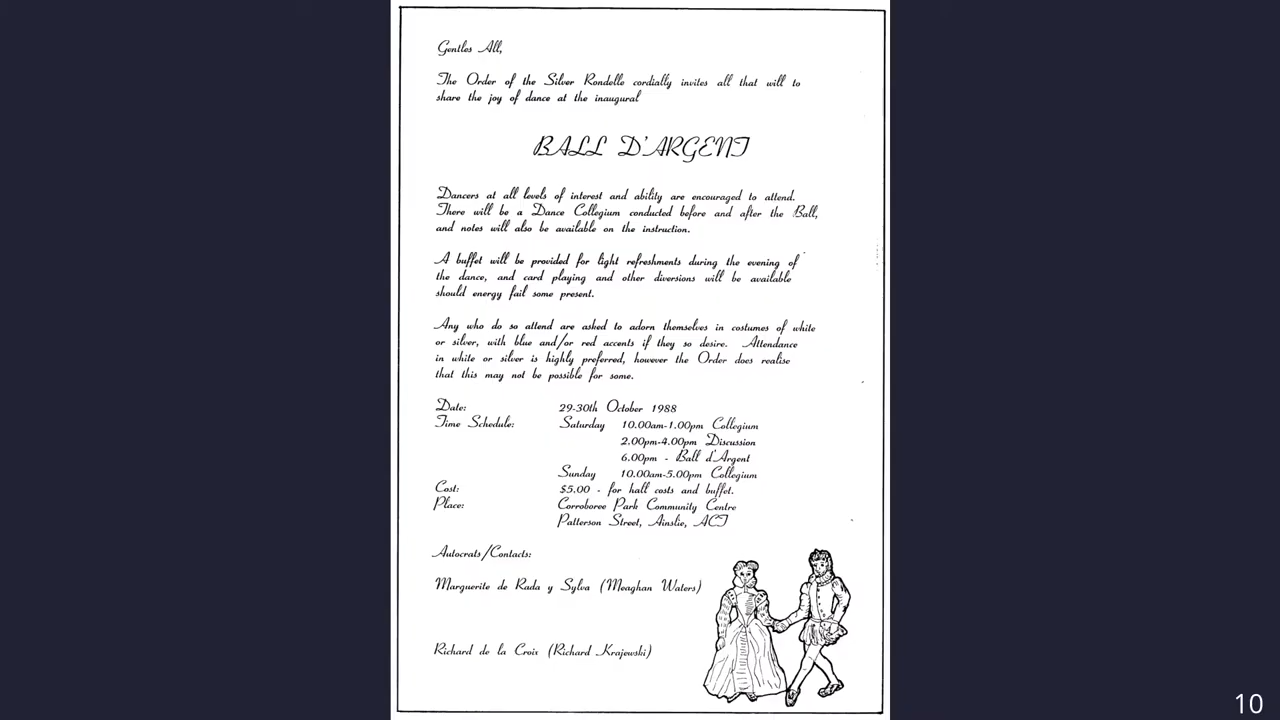 Gentles All,
The Order of the Silver Rondelle cordially invites all that will to
share the joy of dance at the inaugural
BALL D'ARGENT
Dancers at all levels of interest and ability are encouraged to attend.
There will be a Dance Collegium conducted before and after the Ball,
and notes will also be available on the instruction.
A buffet will be provided for light refreshments during the evening of
the dance, and card playing and other diversions will be available
should energy fail some present.
Any who do so attend are asked to adorn themselves in costumes of white
or silver, with blue and/or red accents if they so desire. Attendance
in white or silver is highly preferred, however the Order does realise
that this may not be possible for some.
Date: 29-30th October 1988
Time Schedule: Saturday 10.00am-1.00pm Collegium
2.00pm-4.00pm Discussion
6.00pm - Ball d'Argent
Sunday 10.00am-5.00pm Collegium
Cost: $5.00 - for hall costs and buffet.
Place: Corroboree Park Community Centre
Patterson Street, Ainslie, ACT
Autocrats/Contacts:
Marguerite de Rada y Sylva (Meaghan Waters)
Richard de la Croix (Richard Krajewski)
10